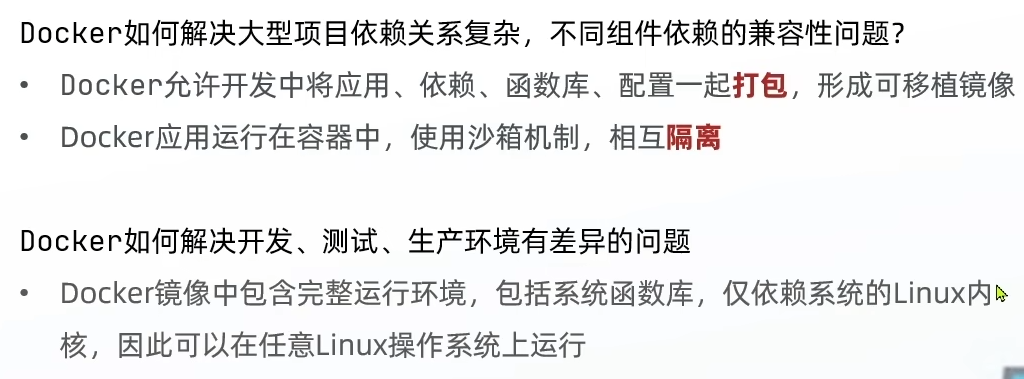 Docker如何解决大型项目依赖关系复杂，不同组件依赖的兼容性问题？
• Docker允许开发中将应用、依赖、函数库、配置一起打包，形成可移植镜像
• Docker应用运行在容器中，使用沙箱机制，相互隔离
Docker如何解决开发、测试、生产环境有差异的问题
• Docker镜像中包含完整运行环境，包括系统函数库，仅依赖系统的Linux内
核，因此可以在任意Linux操作系统上运行